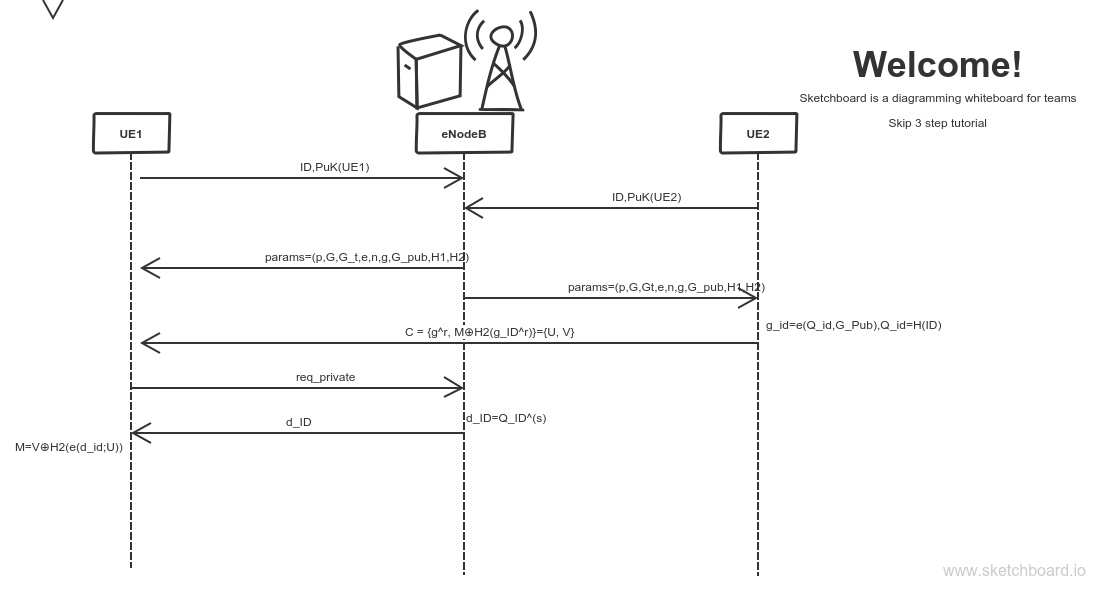 Welcome!
Sketchboard is a diagramming whiteboard for teams
Skip 3 step tutorial
UE1
eNodeB
UE2
ID,PuK(UE1)
ID,PuK(UE2)
params=(p,G,G_t,e,n,g,G_pub,H1,H2)
params=(p,G,Gt,e,n,g,G_pub,H1,H2)
g_id=e(Q_id,G_Pub),Q_id=H(ID)
C = {g^r, M⊕H2(g_ID^r)}={U, V}
req_private
d_ID=Q_ID^(s)
d_ID
M=V⊕H2(e(d_id;U))
www.sketchboard.io